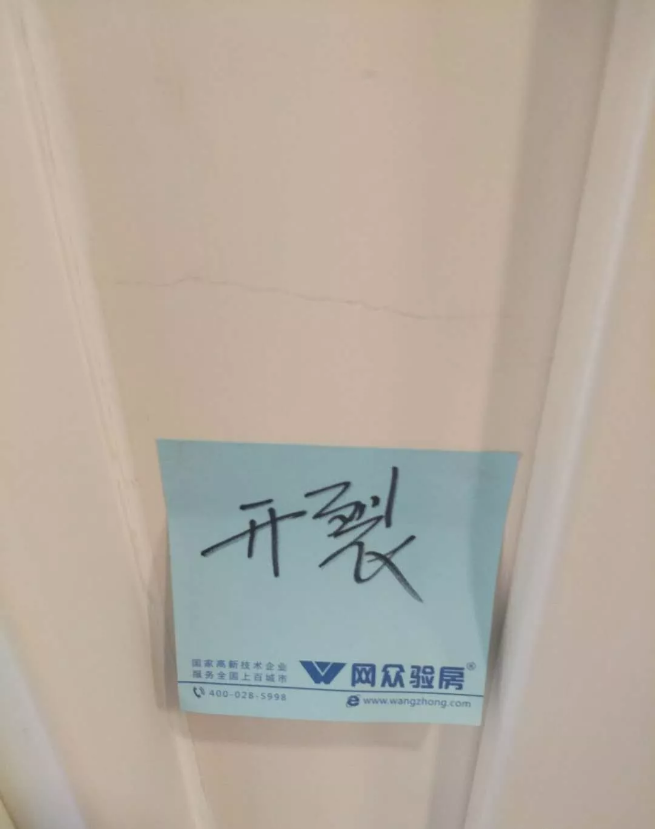 开裂
国家高新技术企业
服务全国上百城市
400-028-5998
网众验房®
www.wangzhong.com